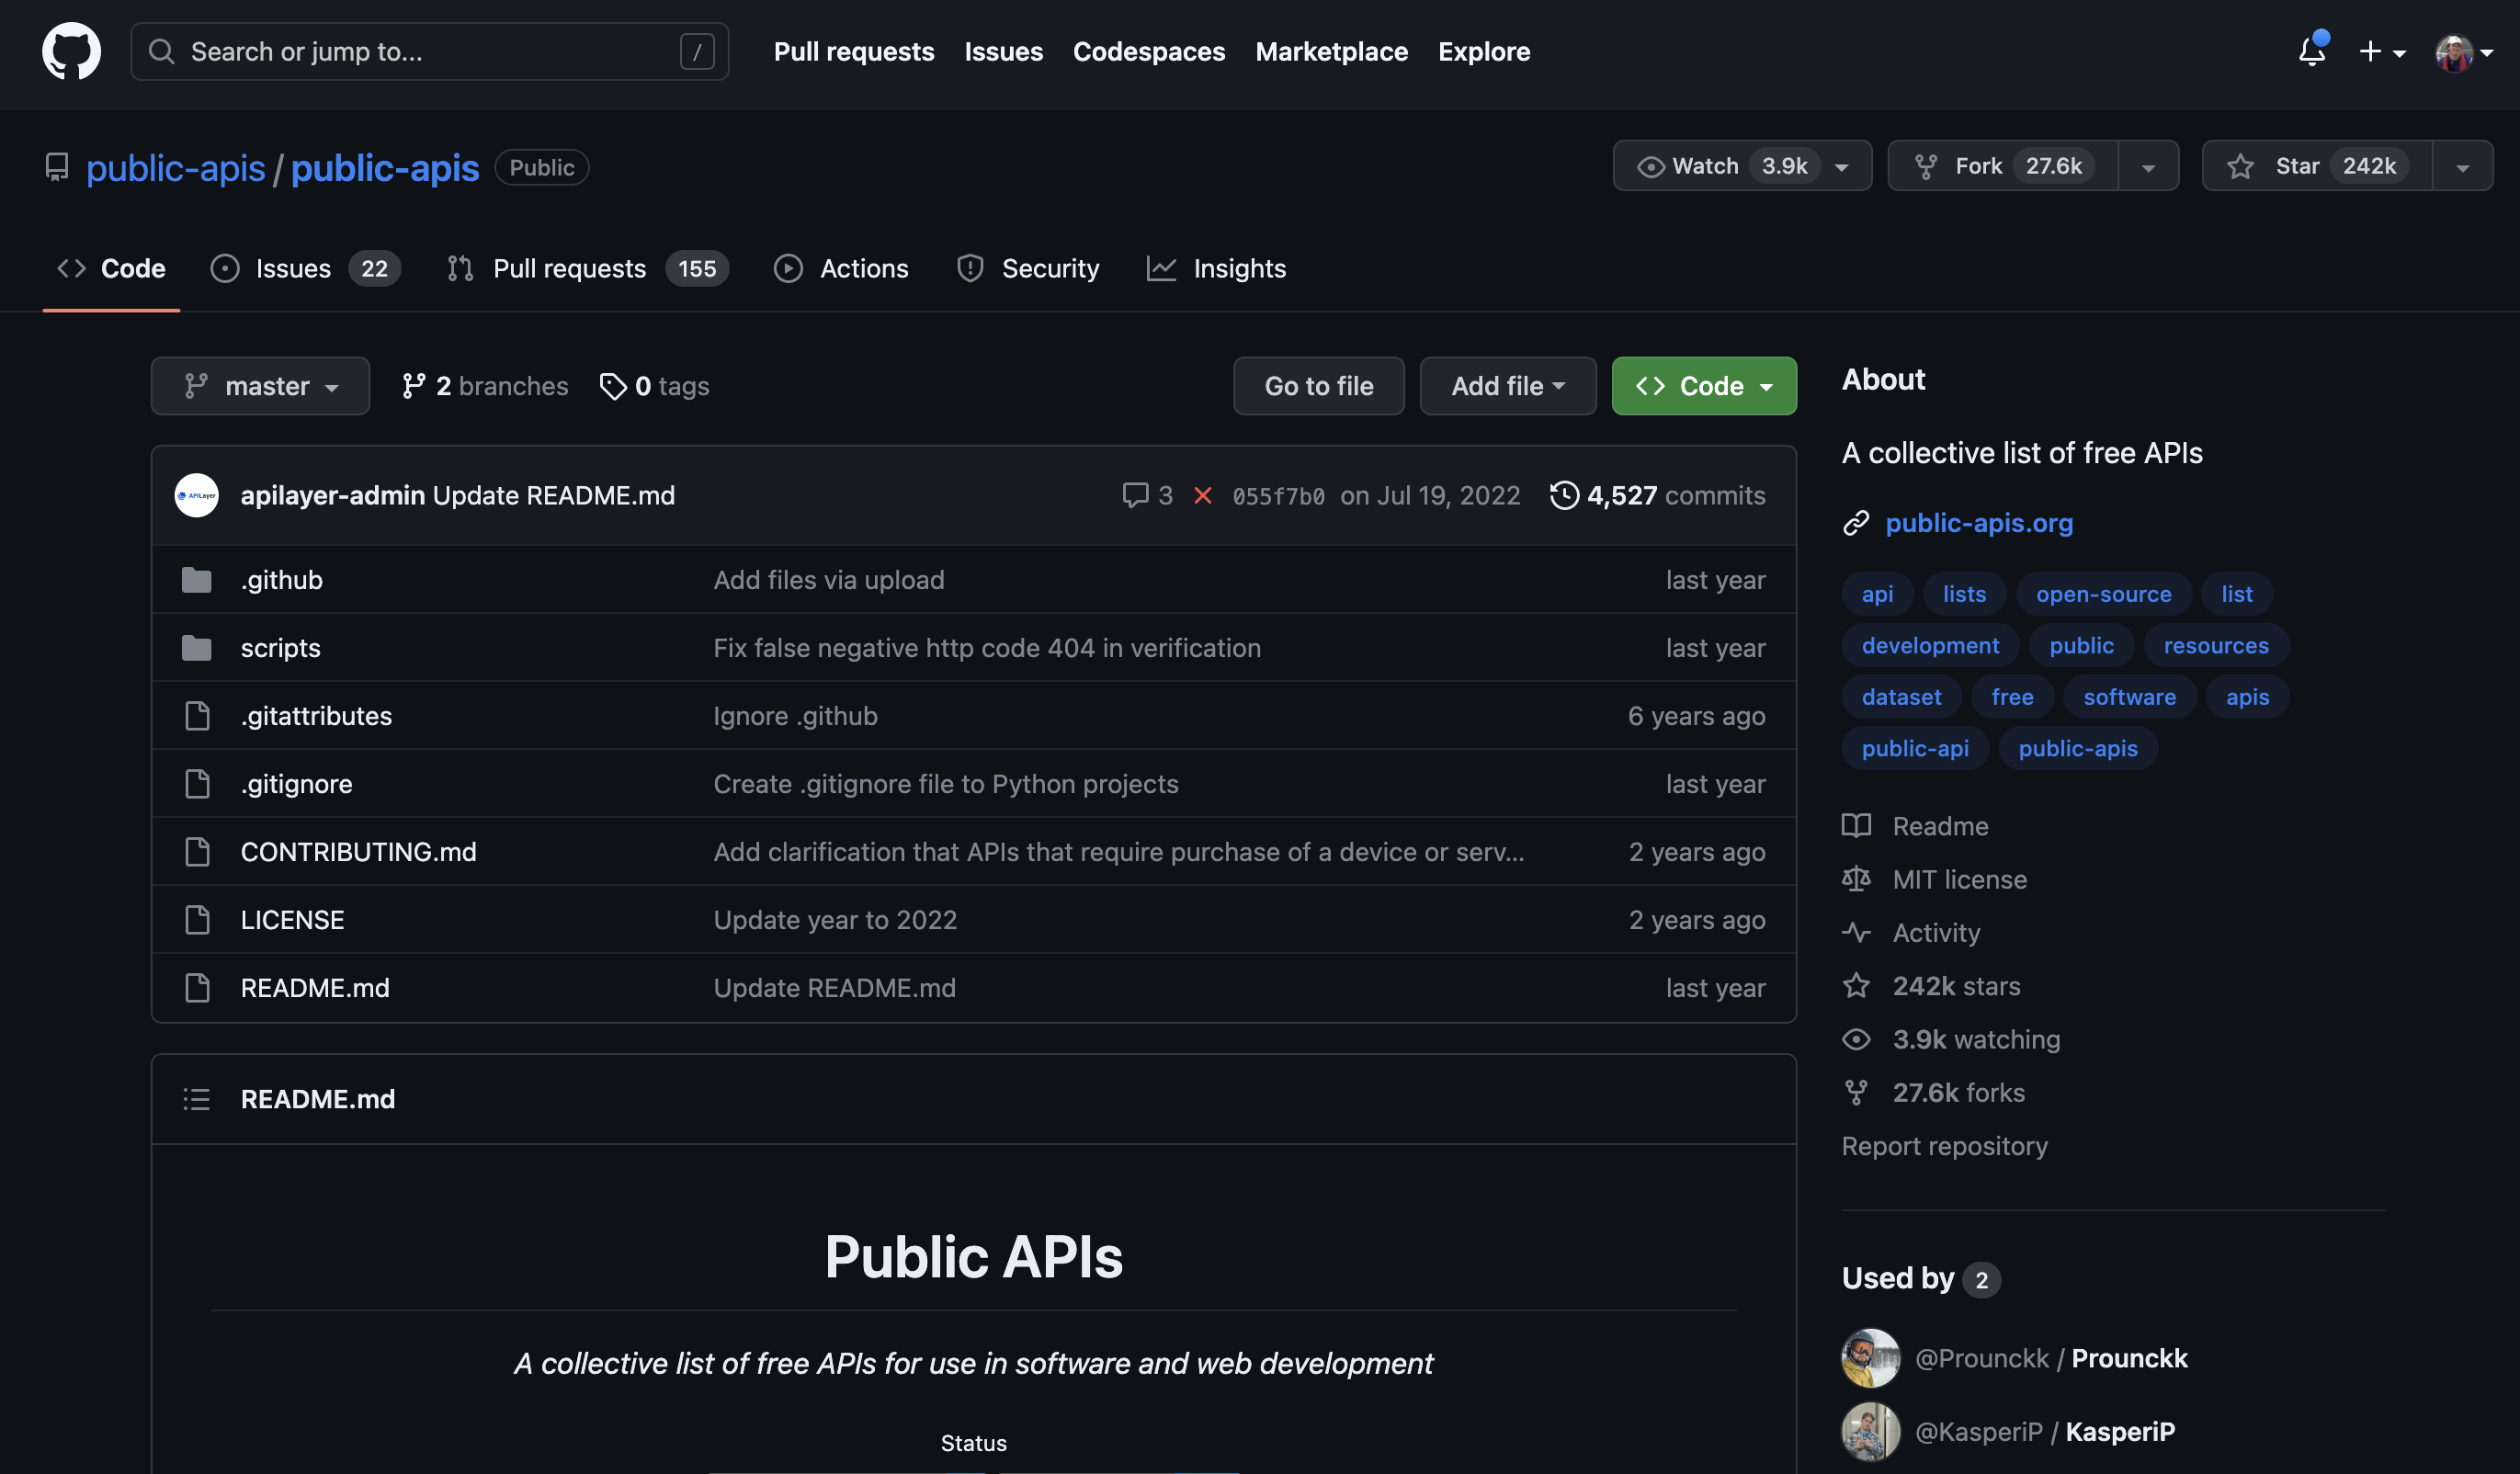 Search or jump to... /
Pull requests Issues Codespaces Marketplace Explore
public-apis / public-apis Public
Watch 3.9k Fork 27.6k Star 242k
Code Issues 22 Pull requests 155 Actions Security Insights
master 2 branches 0 tags Go to file Add file Code
APILayer apilayer-admin Update README.md 3 055f7b0 on Jul 19, 2022 4,527 commits
.github Add files via upload last year
scripts Fix false negative http code 404 in verification last year
.gitattributes Ignore .github 6 years ago
.gitignore Create .gitignore file to Python projects last year
CONTRIBUTING.md Add clarification that APIs that require purchase of a device or serv... 2 years ago
LICENSE Update year to 2022 2 years ago
README.md Update README.md last year
README.md
Public APIs
A collective list of free APIs for use in software and web development
Status
About
A collective list of free APIs
public-apis.org
api lists open-source list
development public resources
dataset free software apis
public-api public-apis
Readme
MIT license
Activity
242k stars
3.9k watching
27.6k forks
Report repository
Used by 2
@Prounckk / Prounckk
@KasperiP / KasperiP